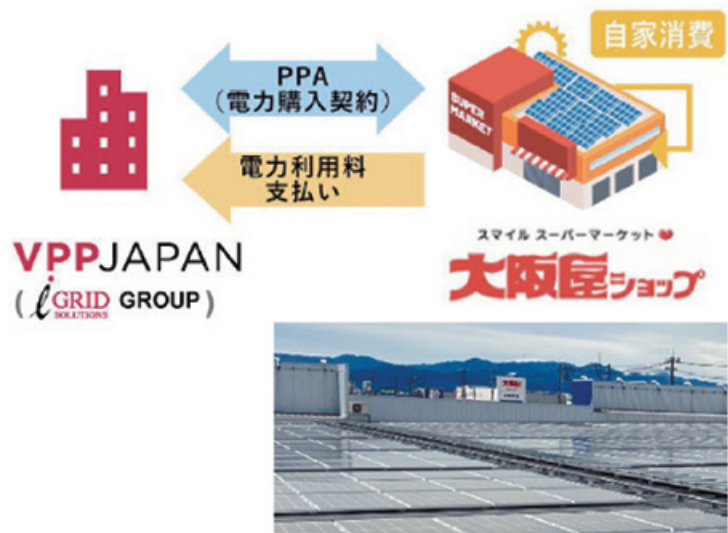 自家消費
PPA
（電力購入契約）
SUPER
MARKET
電力利用料
支払い
VPPJAPAN
( iGRID
SOLUTIONS
GROUP )
スマイル スーパーマーケット
大阪屋ショップ